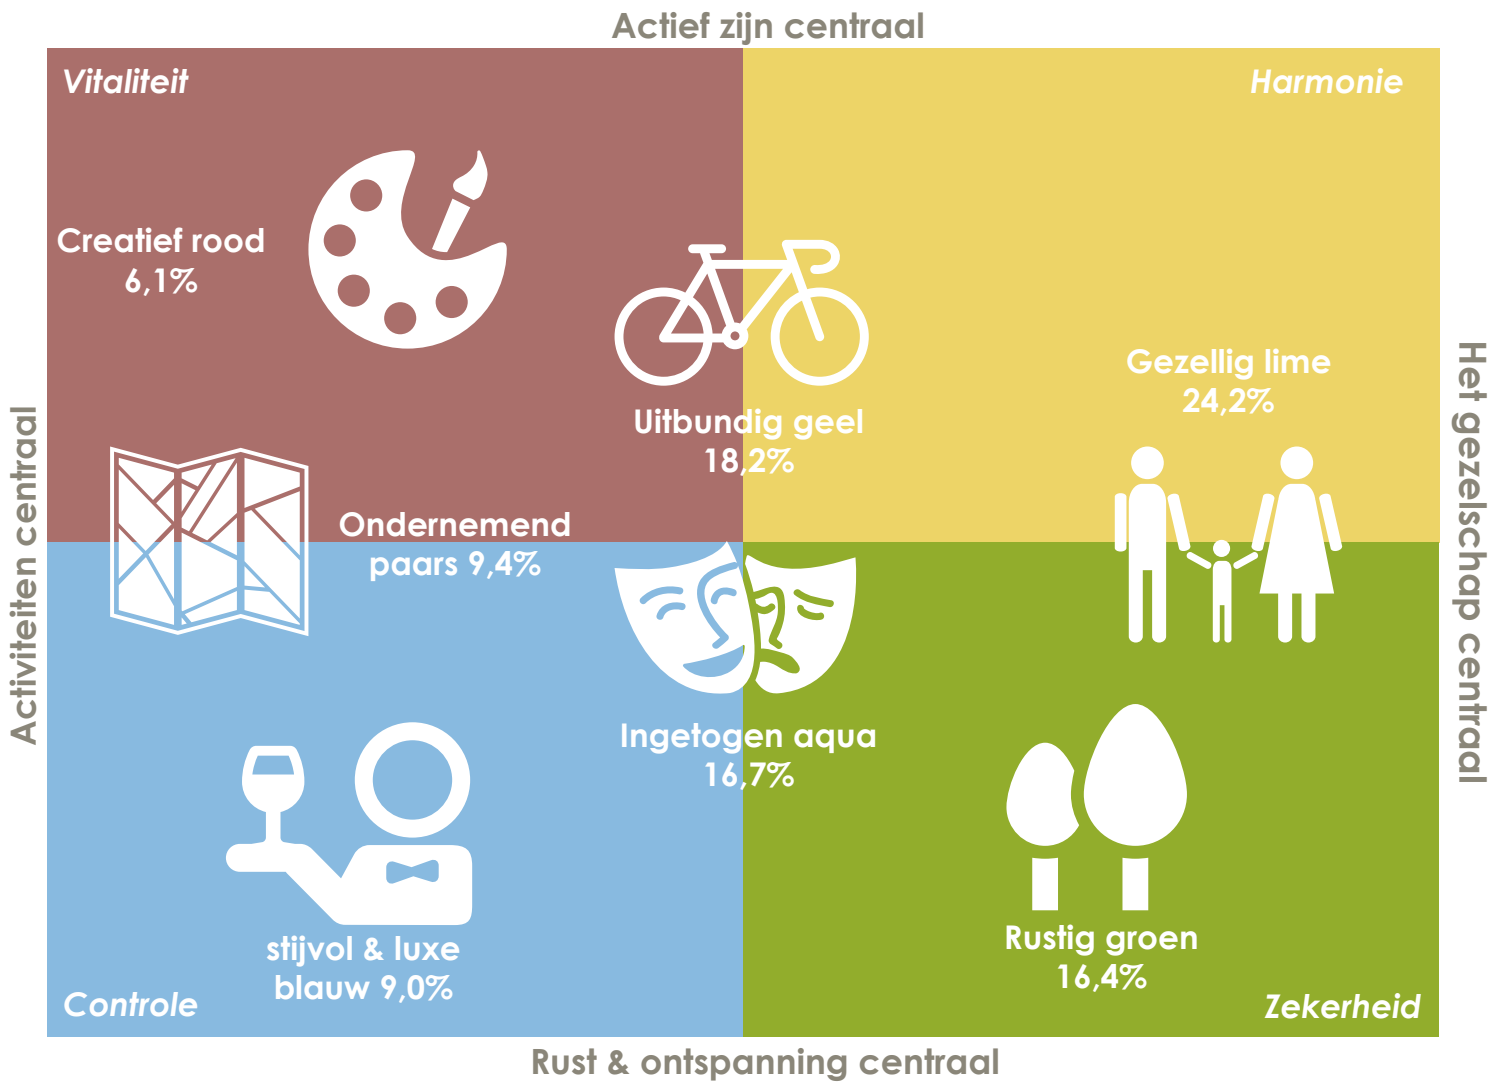 Actief zijn centraal
Vitaliteit
Harmonie
Creatief rood
6,1%
Uitbundig geel
18,2%
Gezellig lime
24,2%
Activiteiten centraal
Het gezelschap centraal
Ondernemend
paars 9,4%
Ingetogen aqua
16,7%
stijvol & luxe
blauw 9,0%
Rustig groen
16,4%
Controle
Zekerheid
Rust & ontspanning centraal